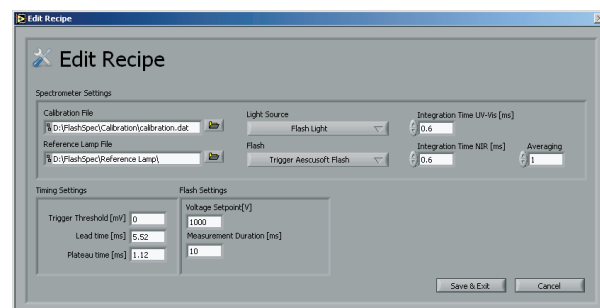 Edit Recipe
Edit Recipe
Spectrometer Settings
Calibration File
D:\FlashSpec\Calibration\calibration.dat
Reference Lamp File
D:\FlashSpec\Reference Lamp\
Light Source
Flash Light
Flash
Trigger Aescusoft Flash
Integration Time UV-Vis [ms]
0.6
Integration Time NIR [ms]
0.6
Averaging
1
Timing Settings
Trigger Threshold [mV] 0
Lead time [ms] 5.52
Plateau time [ms] 1.12
Flash Settings
Voltage Setpoint[V]
1000
Measurement Duration [ms]
10
Save & Exit
Cancel